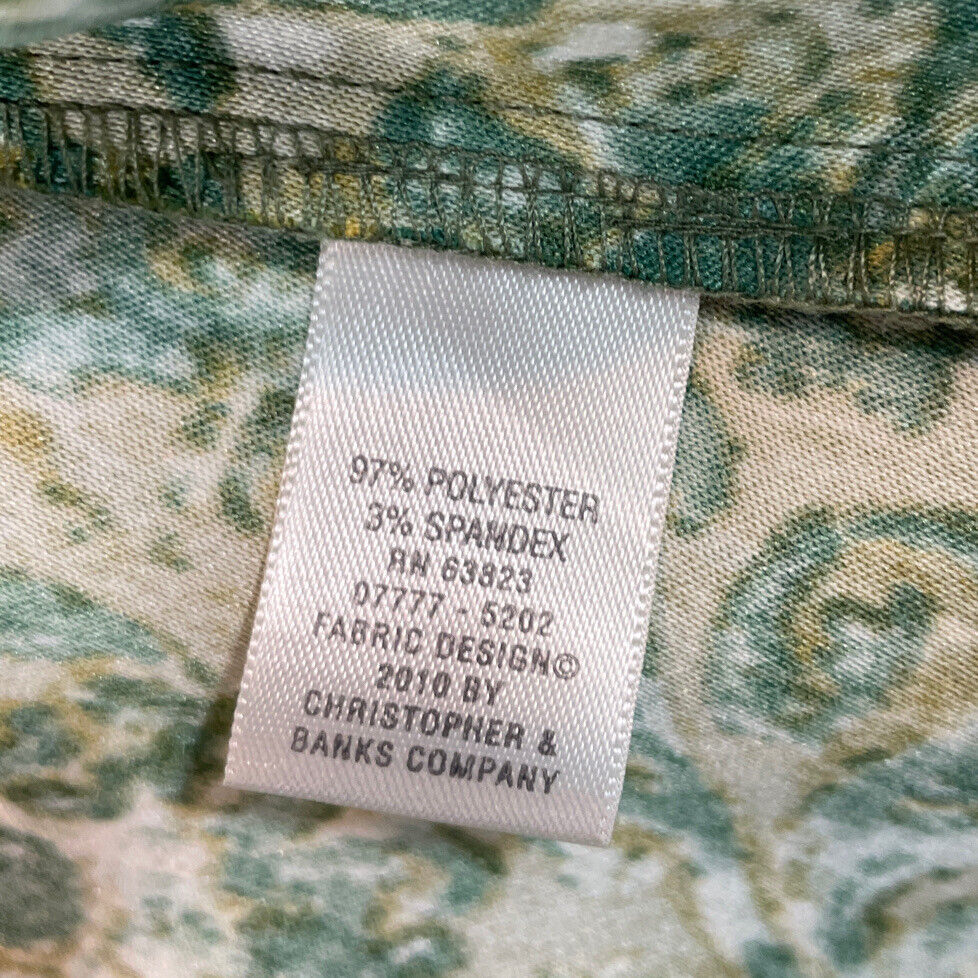 97% POLYESTER
3% SPANDEX
RN 63823
07777 - 5202
FABRIC DESIGN©
2010 BY
CHRISTOPHER &
BANKS COMPANY